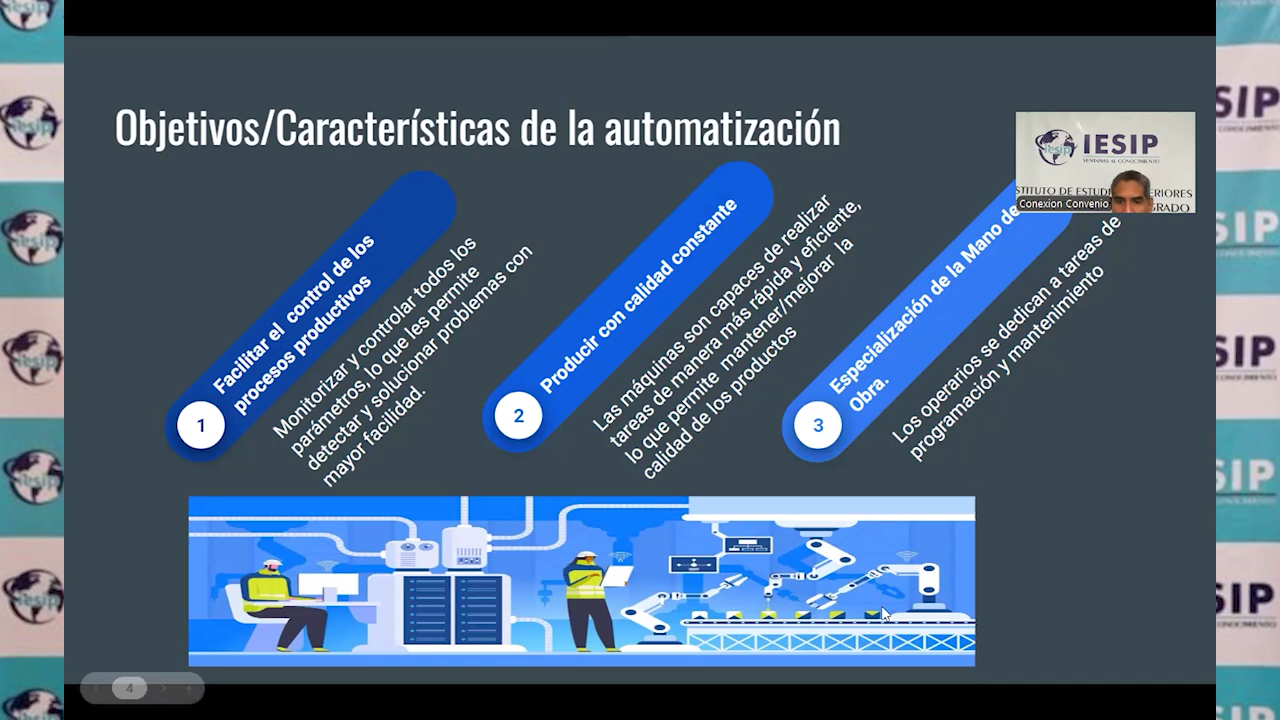 Objetivos/Características de la automatización
IESIP
VENTANAS AL CONOCIMIENTO
Conexion Convenio
1
Facilitar el control de los
procesos productivos
Monitorizar y controlar todos los
parámetros, lo que les permite
detectar y solucionar problemas con
mayor facilidad.
2
Producir con calidad constante
Las máquinas son capaces de realizar
tareas de manera más rápida y eficiente,
lo que permite mantener/mejorar la
calidad de los productos
3
Especialización de la Mano de
Obra.
Los operarios se dedican a tareas de
programación y mantenimiento
4